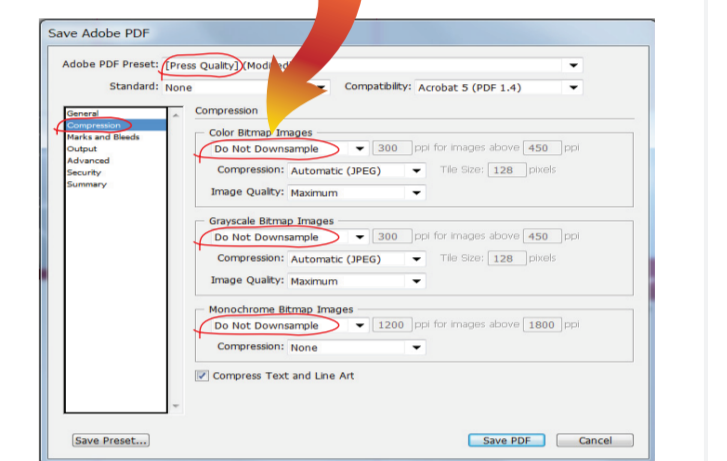 Save Adobe PDF
Adobe PDF Preset: [Press Quality] (Modified)
Standard: None Compatibility: Acrobat 5 (PDF 1.4)
General
Compression
Marks and Bleeds
Output
Advanced
Security
Summary
Compression
Color Bitmap Images
Do Not Downsample 300 ppi for images above 450 ppi
Compression: Automatic (JPEG) Tile Size: 128 pixels
Image Quality: Maximum
Grayscale Bitmap Images
Do Not Downsample 300 ppi for images above 450 ppi
Compression: Automatic (JPEG) Tile Size: 128 pixels
Image Quality: Maximum
Monochrome Bitmap Images
Do Not Downsample 1200 ppi for images above 1800 ppi
Compression: None
Compress Text and Line Art
Save Preset... Save PDF Cancel